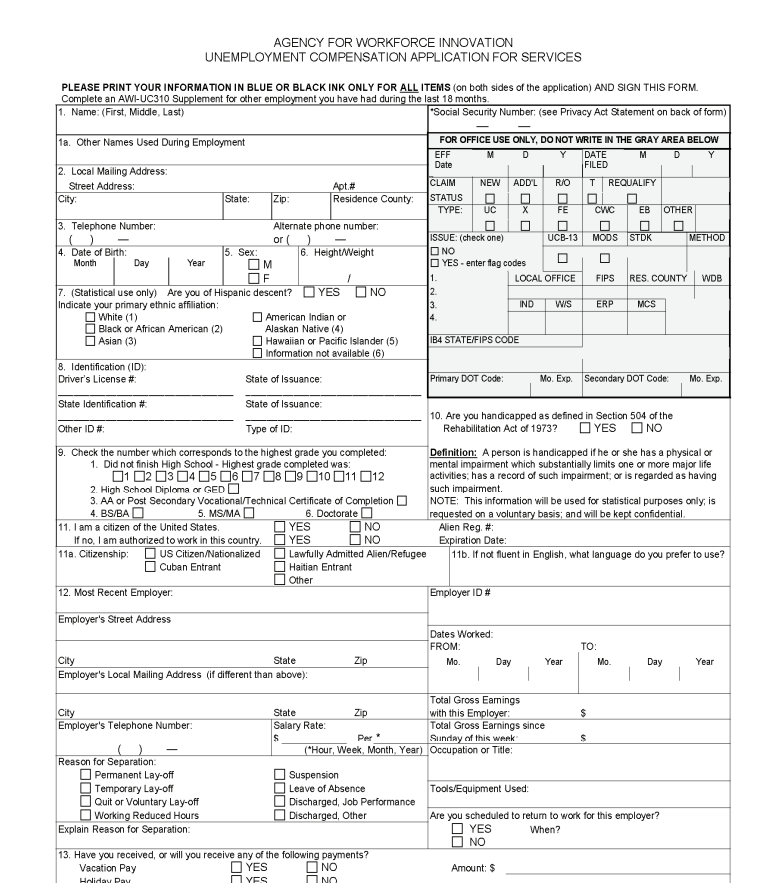 AGENCY FOR WORKFORCE INNOVATION
UNEMPLOYMENT COMPENSATION APPLICATION FOR SERVICES
PLEASE PRINT YOUR INFORMATION IN BLUE OR BLACK INK ONLY FOR ALL ITEMS (on both sides of the application) AND SIGN THIS FORM.
Complete an AWI-UC310 Supplement for other employment you have had during the last 18 months.
1. Name: (First, Middle, Last)
*Social Security Number: (see Privacy Act Statement on back of form)
1a. Other Names Used During Employment
FOR OFFICE USE ONLY, DO NOT WRITE IN THE GRAY AREA BELOW
EFF Date M D Y DATE FILED M D Y
2. Local Mailing Address:
Street Address: Apt.#
CLAIM STATUS NEW ADD'L R/O T REQUALIFY
City: State: Zip: Residence County:
TYPE: UC X FE CWC EB OTHER
3. Telephone Number: Alternate phone number:
( ) — or ( ) —
ISSUE: (check one) UCB-13 MODS STDK METHOD
NO
YES - enter flag codes
4. Date of Birth: 5. Sex: 6. Height/Weight
Month Day Year M
F /
1. LOCAL OFFICE FIPS RES. COUNTY WDB
2.
3. IND W/S ERP MCS
4.
7. (Statistical use only) Are you of Hispanic descent? YES NO
Indicate your primary ethnic affiliation:
White (1) American Indian or
Black or African American (2) Alaskan Native (4)
Asian (3) Hawaiian or Pacific Islander (5)
Information not available (6)
IB4 STATE/FIPS CODE
8. Identification (ID):
Driver's License #: State of Issuance:
Primary DOT Code: Mo. Exp. Secondary DOT Code: Mo. Exp.
State Identification #: State of Issuance:
Other ID #: Type of ID:
10. Are you handicapped as defined in Section 504 of the
Rehabilitation Act of 1973? YES NO
9. Check the number which corresponds to the highest grade you completed:
1. Did not finish High School - Highest grade completed was:
1 2 3 4 5 6 7 8 9 10 11 12
2. High School Diploma or GED
3. AA or Post Secondary Vocational/Technical Certificate of Completion
4. BS/BA 5. MS/MA 6. Doctorate
Definition: A person is handicapped if he or she has a physical or
mental impairment which substantially limits one or more major life
activities; has a record of such impairment; or is regarded as having
such impairment.
NOTE: This information will be used for statistical purposes only; is
requested on a voluntary basis; and will be kept confidential.
11. I am a citizen of the United States. YES NO Alien Reg. #:
If no, I am authorized to work in this country. YES NO Expiration Date:
11a. Citizenship: US Citizen/Nationalized Lawfully Admitted Alien/Refugee
Cuban Entrant Haitian Entrant
Other
11b. If not fluent in English, what language do you prefer to use?
12. Most Recent Employer: Employer ID #
Employer's Street Address
Dates Worked:
FROM: TO:
City State Zip Mo. Day Year Mo. Day Year
Employer's Local Mailing Address (if different than above):
Total Gross Earnings
City State Zip with this Employer: $
Employer's Telephone Number: Salary Rate: Total Gross Earnings since
$ Per * Sunday of this week: $
( ) — (*Hour, Week, Month, Year) Occupation or Title:
Reason for Separation:
Permanent Lay-off Suspension
Temporary Lay-off Leave of Absence Tools/Equipment Used:
Quit or Voluntary Lay-off Discharged, Job Performance
Working Reduced Hours Discharged, Other
Are you scheduled to return to work for this employer?
Explain Reason for Separation: YES When?
NO
13. Have you received, or will you receive any of the following payments?
Vacation Pay YES NO Amount: $
Holiday Pay YES NO